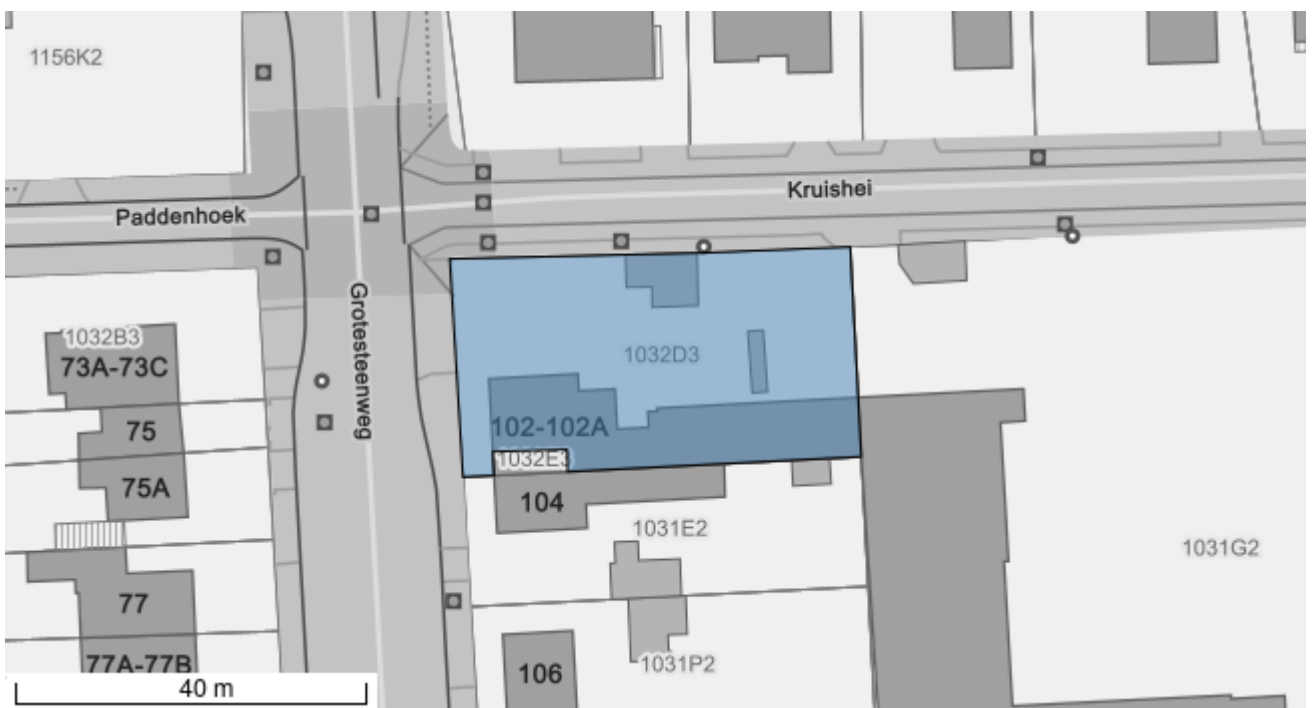 1156K2
Kruishei
Paddenhoek
Grotesteenweg
1032B3
73A-73C
1032D3
75
102-102A
1032E3
75A
104
1031E2
1031G2
77
77A-77B
1031P2
106
40 m